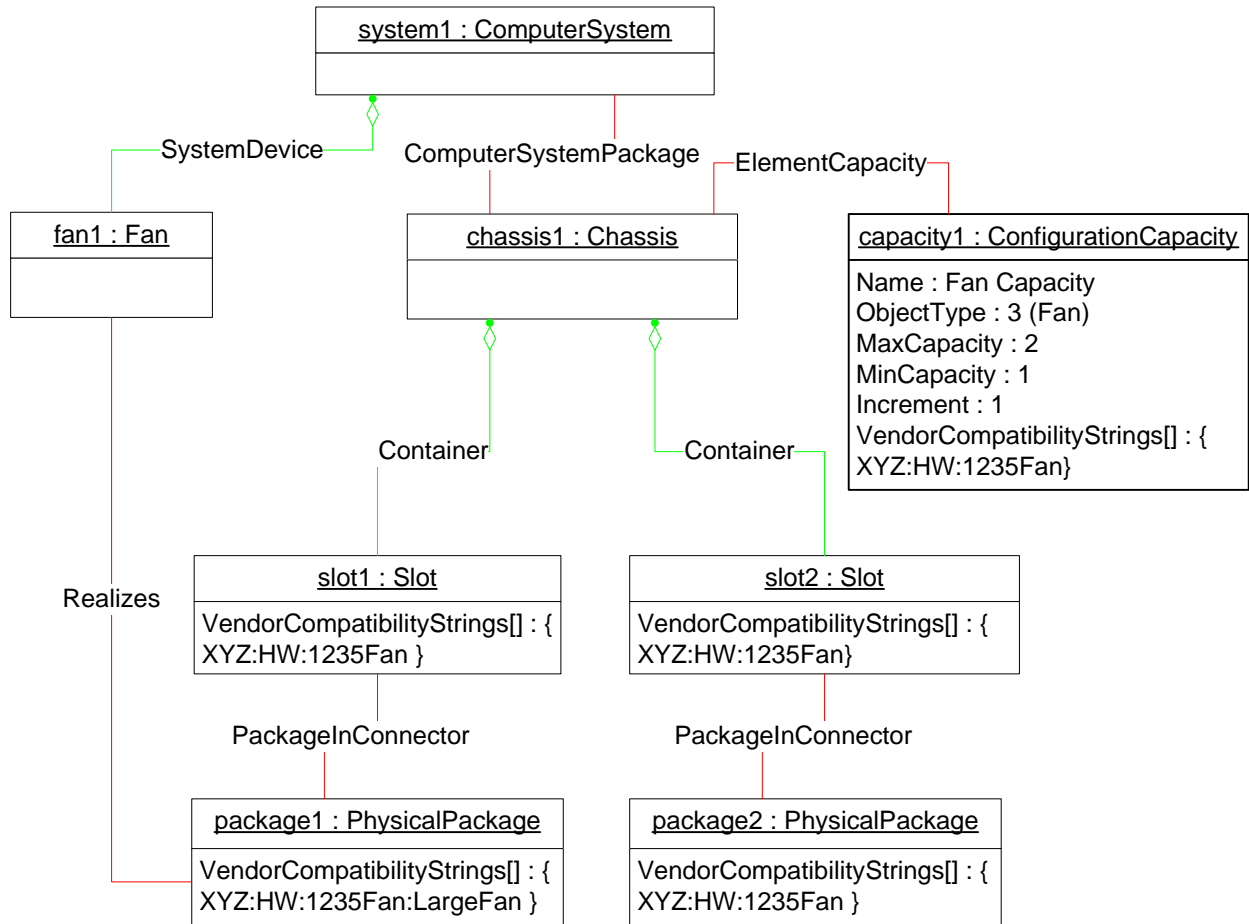 system1 : ComputerSystem
SystemDevice
ComputerSystemPackage
ElementCapacity
fan1 : Fan
chassis1 : Chassis
capacity1 : ConfigurationCapacity
Name : Fan Capacity
ObjectType : 3 (Fan)
MaxCapacity : 2
MinCapacity : 1
Increment : 1
VendorCompatibilityStrings[] : {
XYZ:HW:1235Fan}
Container
Container
Realizes
slot1 : Slot
VendorCompatibilityStrings[] : {
XYZ:HW:1235Fan }
slot2 : Slot
VendorCompatibilityStrings[] : {
XYZ:HW:1235Fan}
PackageInConnector
PackageInConnector
package1 : PhysicalPackage
VendorCompatibilityStrings[] : {
XYZ:HW:1235Fan:LargeFan }
package2 : PhysicalPackage
VendorCompatibilityStrings[] : {
XYZ:HW:1235Fan }